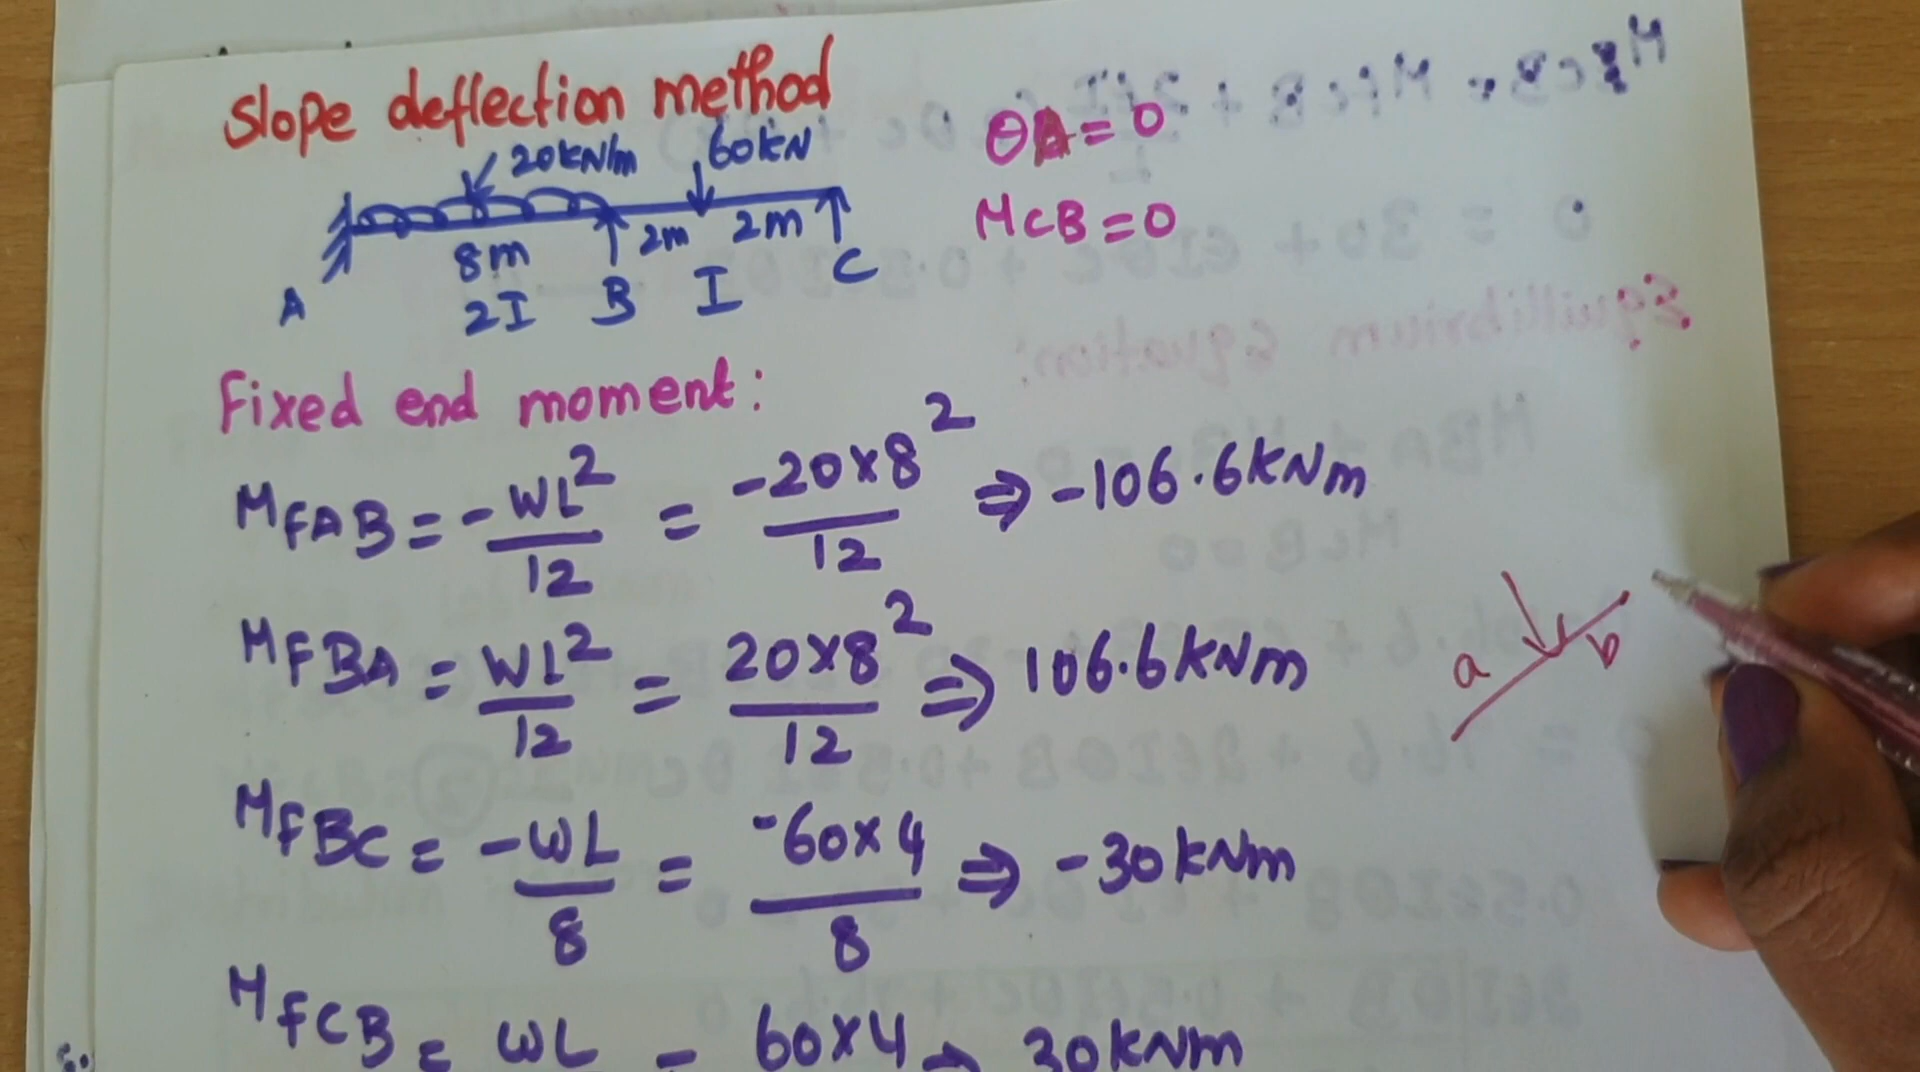 Slope deflection method
20kN/m
60kN
8m
2m
2m
A
2I
B
I
C
θA=0
MCB=0
Fixed end moment:
MFAB = -WL²/12 = -20×8²/12 ⇒ -106.6kNm
MFBA = WL²/12 = 20×8²/12 ⇒ 106.6kNm
a
b
MFBC = -WL/8 = -60×4/8 ⇒ -30kNm
MFCB = WL = 60×4 ⇒ 30kNm